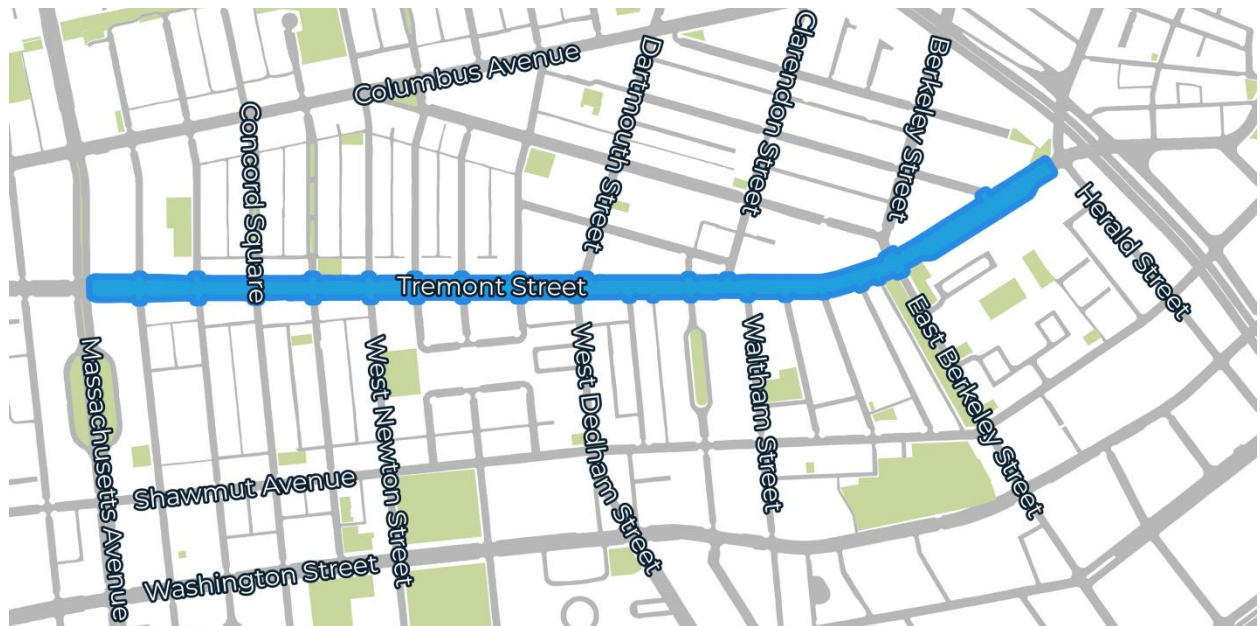 Columbus Avenue
Dartmouth Street
Clarendon Street
Berkeley Street
Concord Square
Herald Street
Tremont Street
Massachusetts Avenue
West Newton Street
West Dedham Street
Waltham Street
East Berkeley Street
Shawmut Avenue
Washington Street